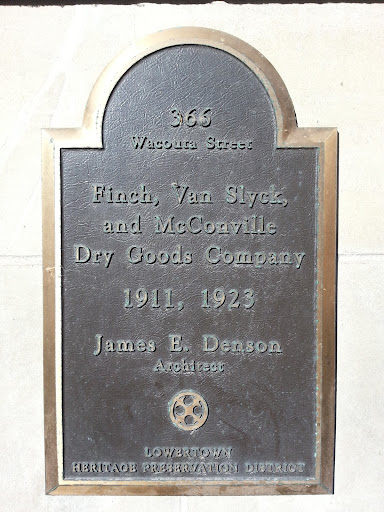 366
Wacouta Street
Finch, Van Slyck,
and McConville
Dry Goods Company
1911, 1923
James E. Denson
Architect
LOWERTOWN
HERITAGE PRESERVATION DISTRICT